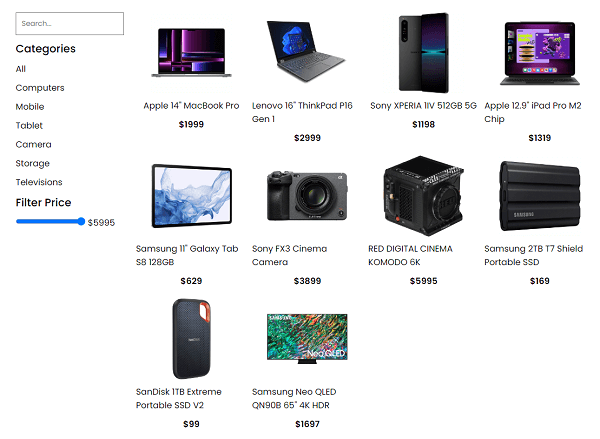 Search...
Categories
All
Computers
Mobile
Tablet
Camera
Storage
Televisions
Filter Price
$5995
Apple 14" MacBook Pro
$1999
Lenovo 16" ThinkPad P16
Gen 1
$2999
Sony XPERIA 1IV 512GB 5G
$1198
Apple 12.9" iPad Pro M2
Chip
$1319
Samsung 11" Galaxy Tab
S8 128GB
$629
Sony FX3 Cinema
Camera
$3899
RED DIGITAL CINEMA
KOMODO 6K
$5995
SAMSUNG
Samsung 2TB T7 Shield
Portable SSD
$169
SanDisk 1TB Extreme
Portable SSD V2
$99
Neo QLED
Samsung Neo QLED
QN90B 65" 4K HDR
$1697